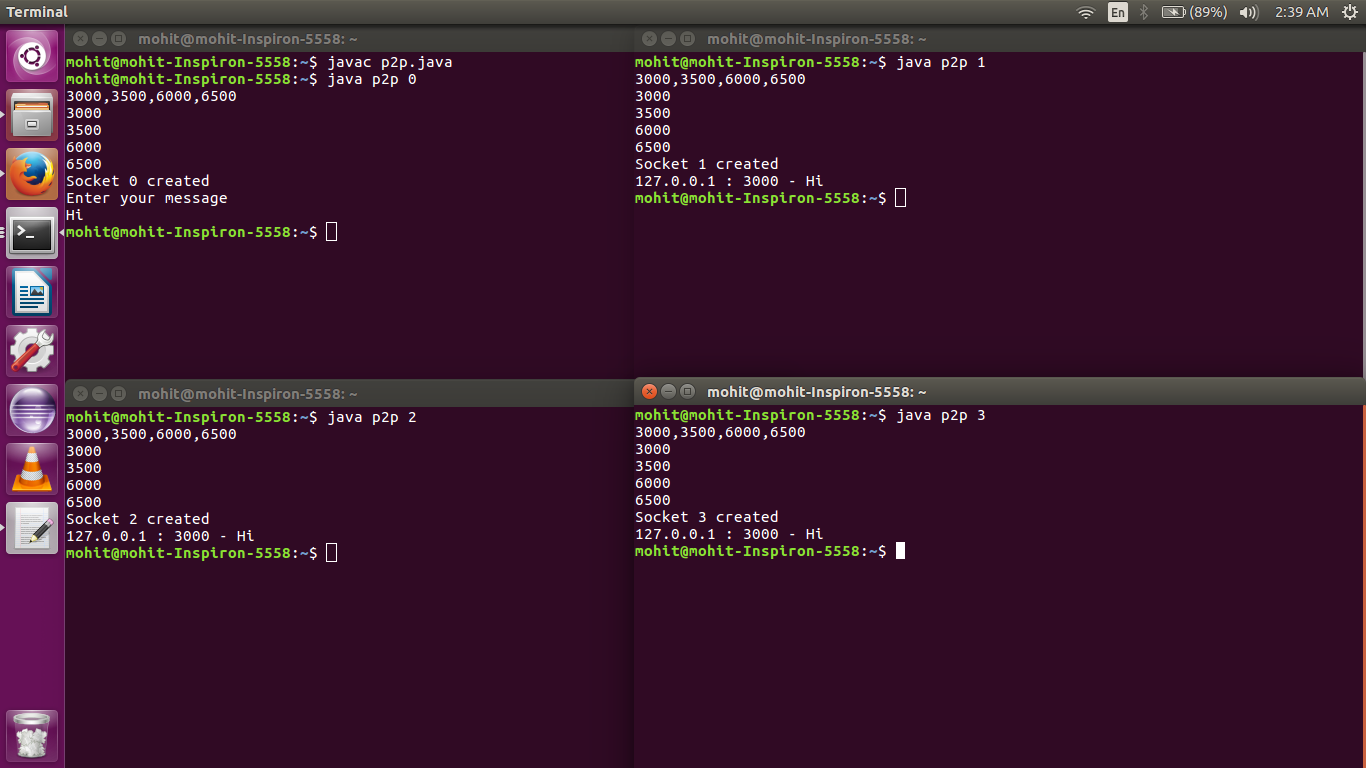 Terminal
En
(89%)
2:39 AM
mohit@mohit-Inspiron-5558: ~
mohit@mohit-Inspiron-5558:~$ javac p2p.java
mohit@mohit-Inspiron-5558:~$ java p2p 0
3000,3500,6000,6500
3000
3500
6000
6500
Socket 0 created
Enter your message
Hi
mohit@mohit-Inspiron-5558:~$
mohit@mohit-Inspiron-5558: ~
mohit@mohit-Inspiron-5558:~$ java p2p 1
3000,3500,6000,6500
3000
3500
6000
6500
Socket 1 created
127.0.0.1 : 3000 - Hi
mohit@mohit-Inspiron-5558:~$
mohit@mohit-Inspiron-5558: ~
mohit@mohit-Inspiron-5558:~$ java p2p 2
3000,3500,6000,6500
3000
3500
6000
6500
Socket 2 created
127.0.0.1 : 3000 - Hi
mohit@mohit-Inspiron-5558:~$
mohit@mohit-Inspiron-5558: ~
mohit@mohit-Inspiron-5558:~$ java p2p 3
3000,3500,6000,6500
3000
3500
6000
6500
Socket 3 created
127.0.0.1 : 3000 - Hi
mohit@mohit-Inspiron-5558:~$